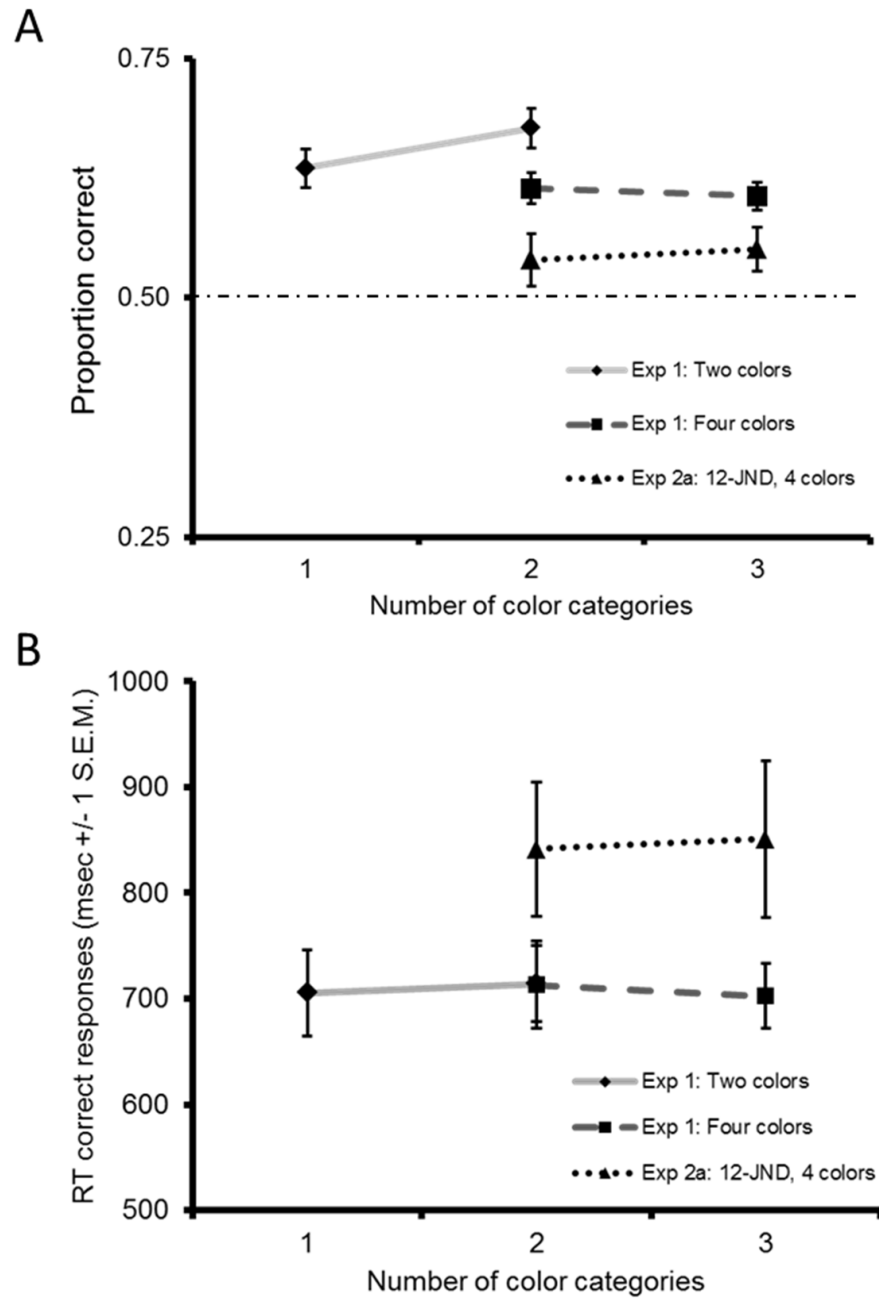 A
0.75
0.50
0.25
Proportion correct
Exp 1: Two colors
Exp 1: Four colors
Exp 2a: 12-JND, 4 colors
1 2 3
Number of color categories
B
1000
900
800
700
600
500
RT correct responses (msec +/- 1 S.E.M.)
Exp 1: Two colors
Exp 1: Four colors
Exp 2a: 12-JND, 4 colors
1 2 3
Number of color categories